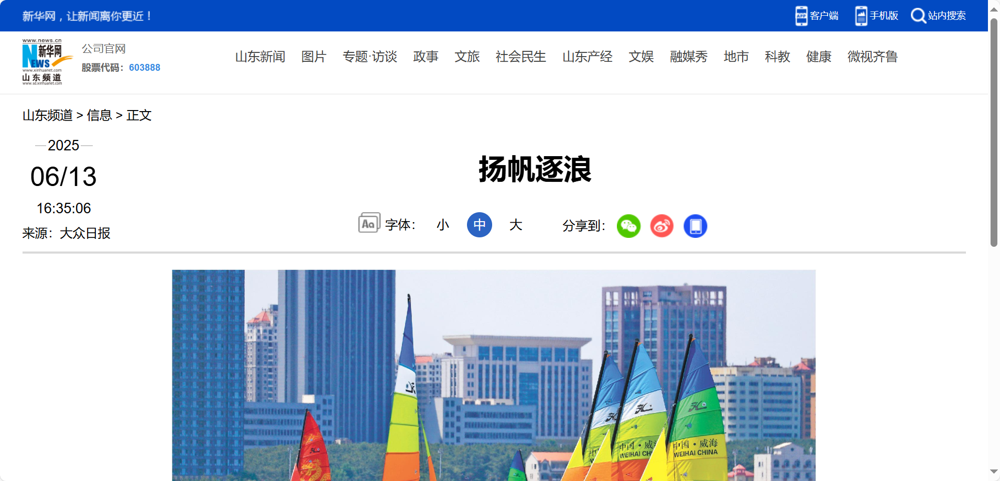 新华网，让新闻离你更近！
APP 客户端
手机版
站内搜索
www.news.cn
新华网
NEWS
www.xinhuanet.com
山东频道
www.sd.xinhuanet.com
公司官网
股票代码：603888
山东新闻 图片 专题·访谈 政事 文旅 社会民生 山东产经 文娱 融媒秀 地市 科教 健康 微视齐鲁
山东频道 > 信息 > 正文
2025
06/13
16:35:06
来源：大众日报
扬帆逐浪
Aa 字体： 小 中 大
分享到：
中国·威海
WEIHAI CHINA